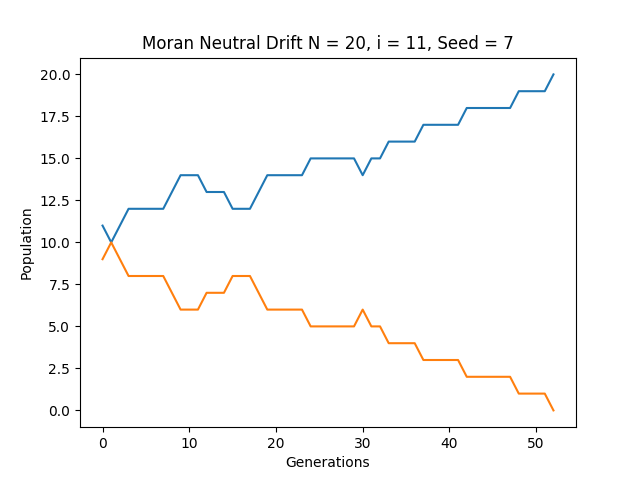 Moran Neutral Drift N = 20, i = 11, Seed = 7
20.0
17.5
15.0
12.5
10.0
7.5
5.0
2.5
0.0
Population
0 10 20 30 40 50
Generations